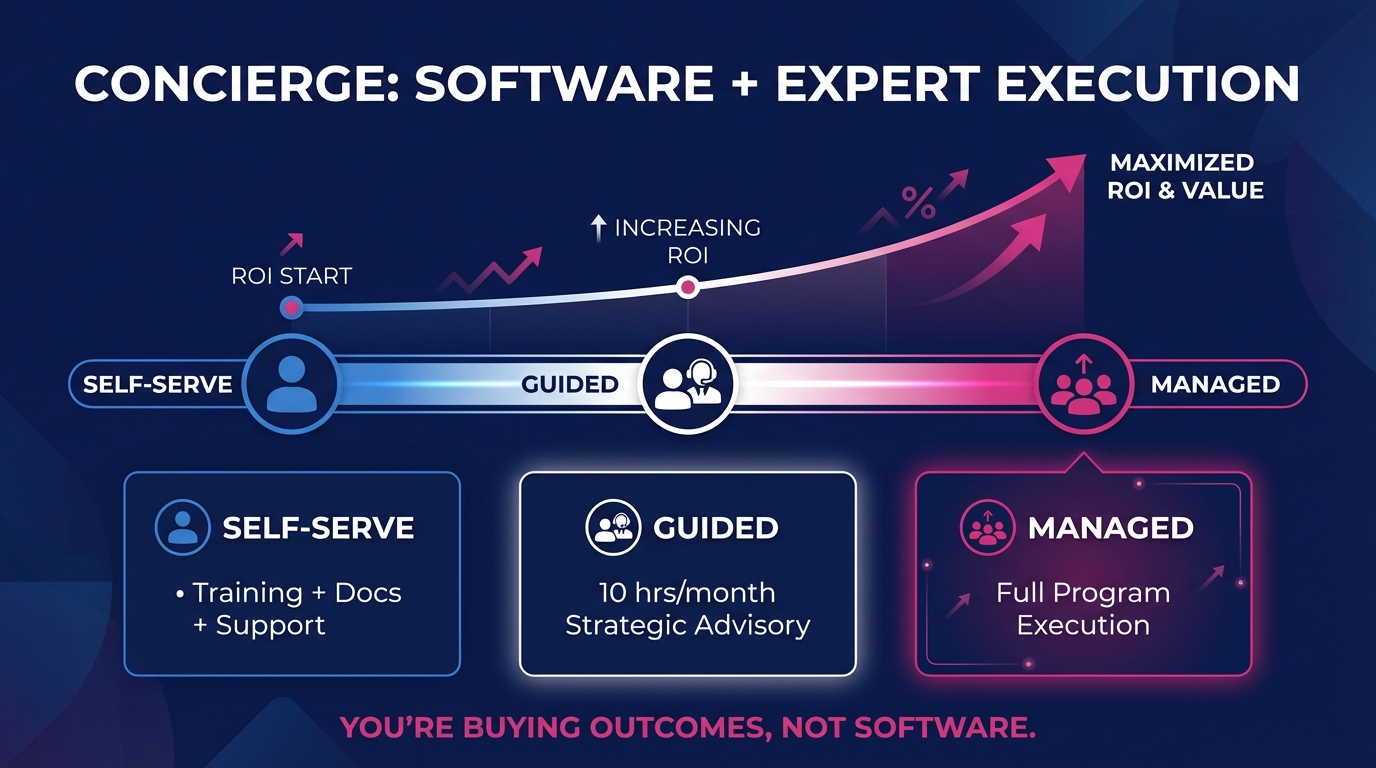 CONCIERGE: SOFTWARE + EXPERT EXECUTION
MAXIMIZED
ROI & VALUE
%
INCREASING
ROI
ROI START
SELF-SERVE
GUIDED
MANAGED
SELF-SERVE
• Training + Docs
+ Support
GUIDED
10 hrs/month
Strategic Advisory
MANAGED
Full Program
Execution
YOU'RE BUYING OUTCOMES, NOT SOFTWARE.